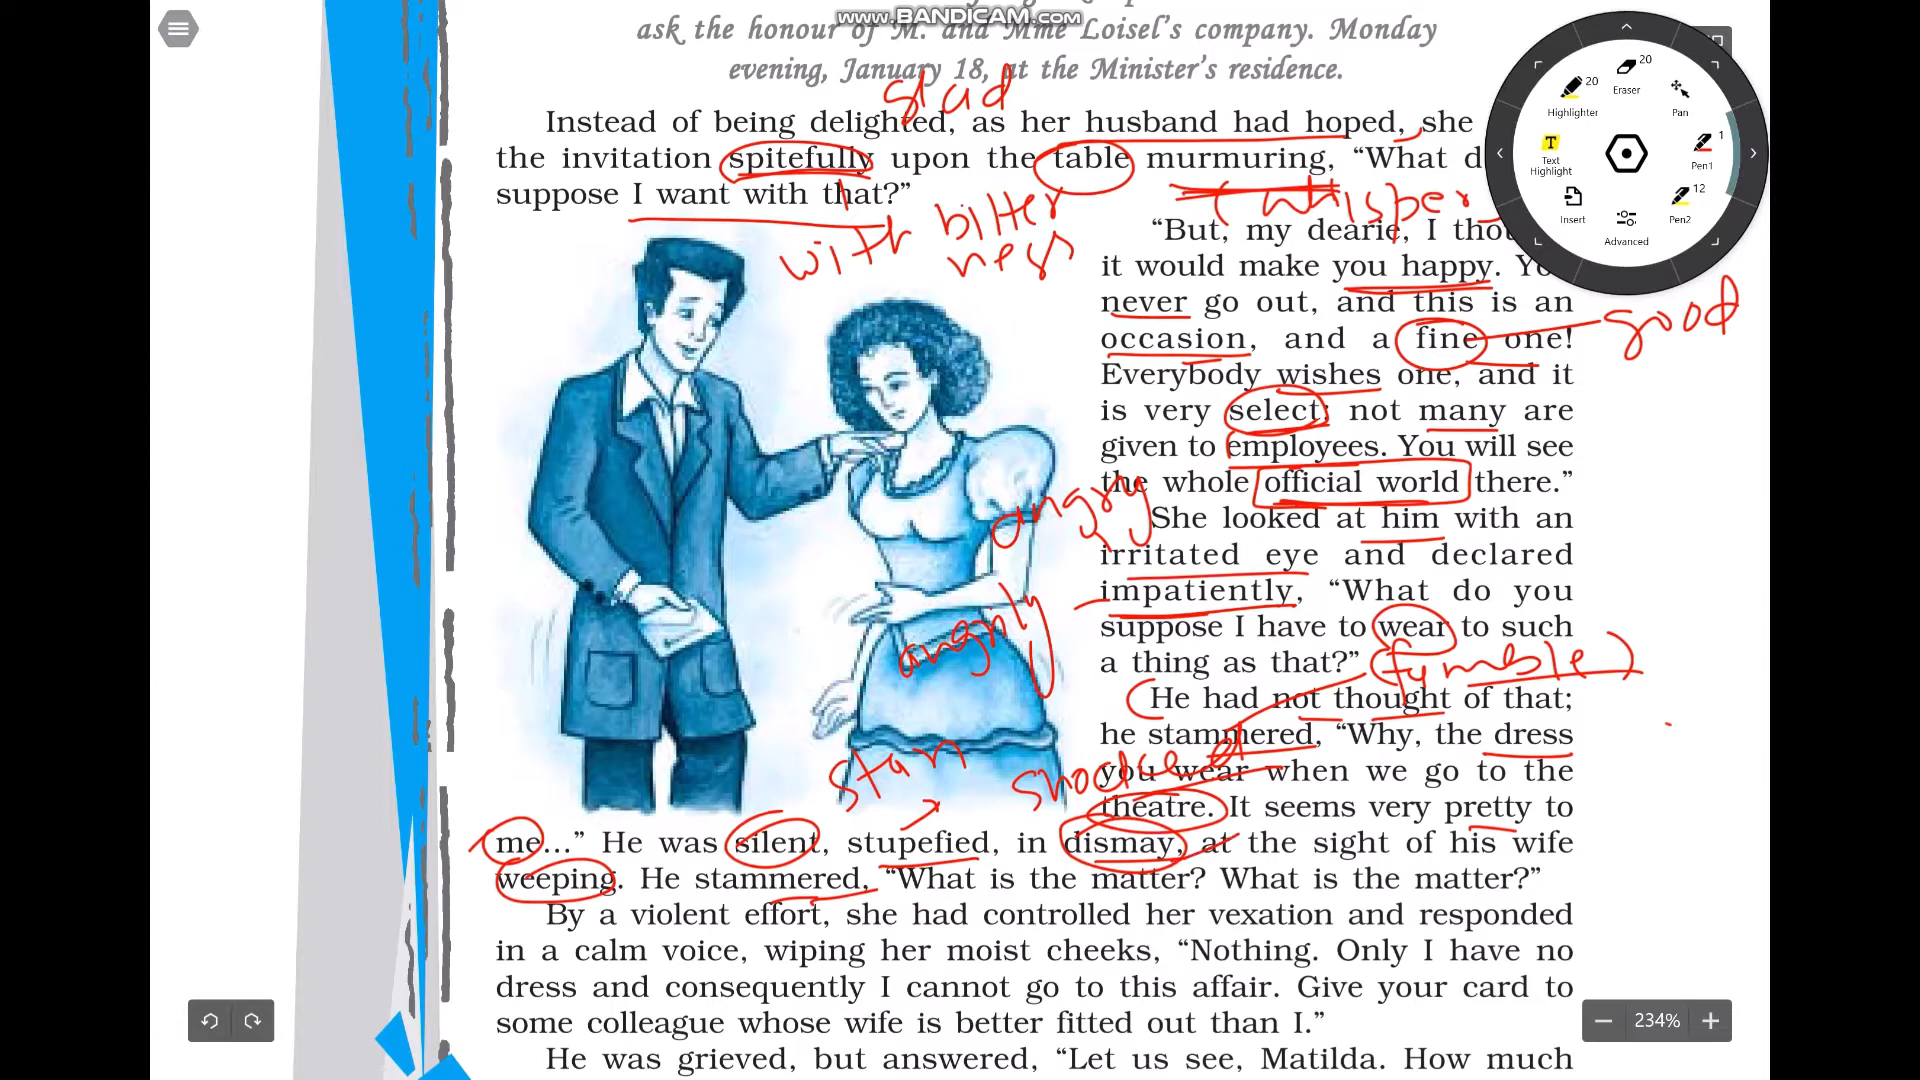 www.BANDICAM.com
ask the honour of M. and Mme Loisel's company. Monday
evening, January 18, at the Minister's residence.
glad
Instead of being delighted, as her husband had hoped, she
the invitation spitefully upon the table murmuring, “What d
suppose I want with that?”
whisper
with bitter
ness
“But, my dearie, I thou
it would make you happy. You
never go out, and this is an
good
occasion, and a fine one!
Everybody wishes one, and it
is very select; not many are
given to employees. You will see
the whole official world there.”
angry
She looked at him with an
irritated eye and declared
impatiently, “What do you
angrily
suppose I have to wear to such
a thing as that?”
(fumble)
He had not thought of that;
he stammered, “Why, the dress
you wear when we go to the
shocked
stan
theatre. It seems very pretty to
me...” He was silent, stupefied, in dismay, at the sight of his wife
weeping. He stammered, “What is the matter? What is the matter?”
By a violent effort, she had controlled her vexation and responded
in a calm voice, wiping her moist cheeks, “Nothing. Only I have no
dress and consequently I cannot go to this affair. Give your card to
some colleague whose wife is better fitted out than I.”
He was grieved, but answered, “Let us see, Matilda. How much
20
Highlighter
20
Eraser
Pan
Text
Highlight
1
Pen1
Insert
12
Pen2
Advanced
234%